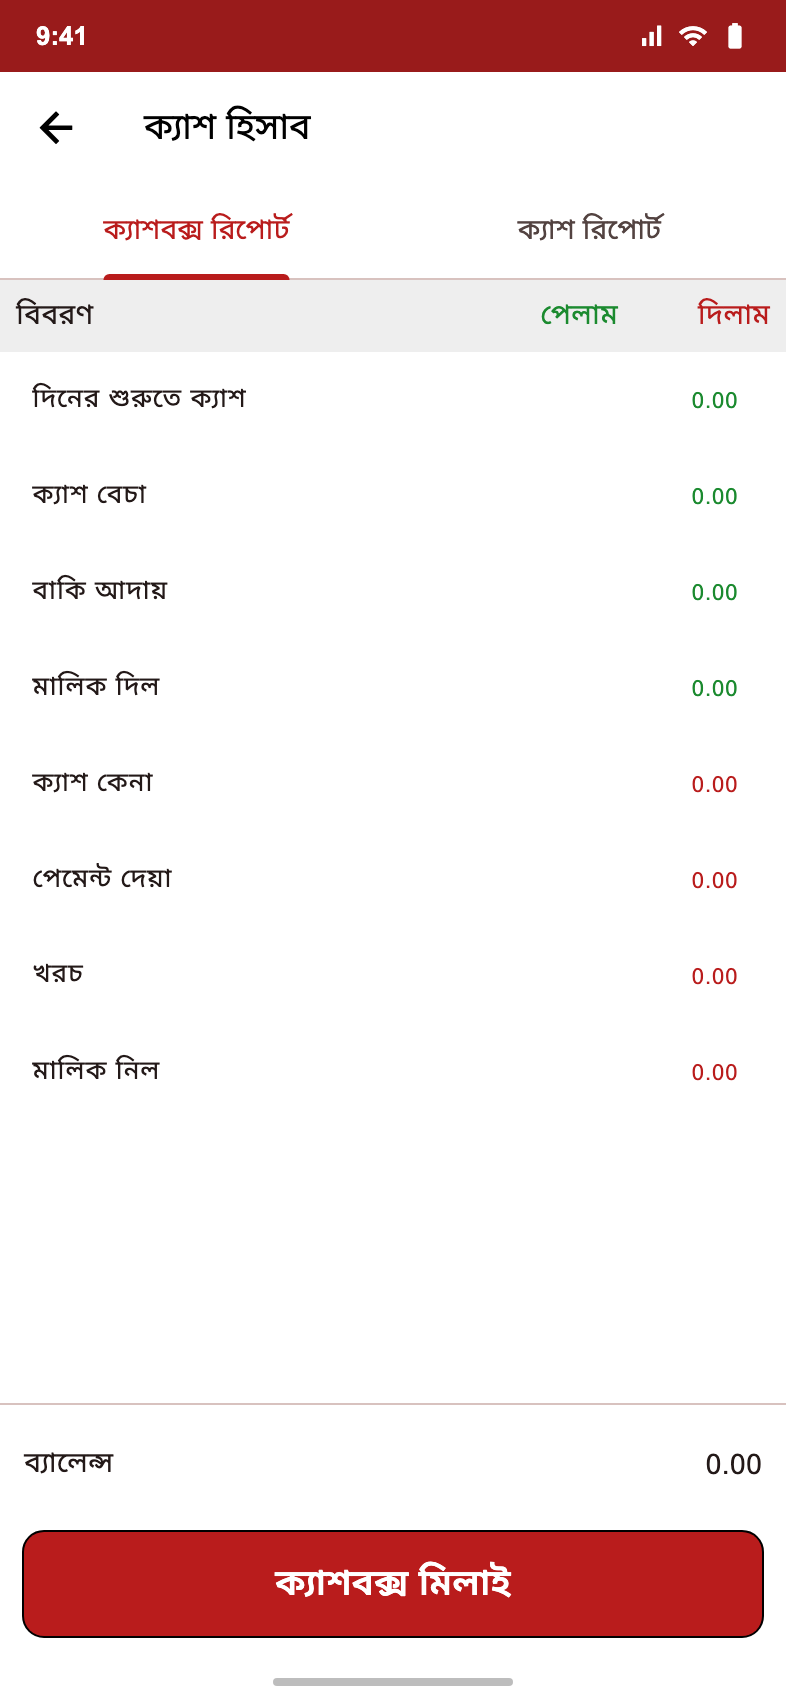 9:41
ক্যাশ হিসাব
ক্যাশবক্স রিপোর্ট ক্যাশ রিপোর্ট
বিবরণ পেলাম দিলাম
দিনের শুরুতে ক্যাশ 0.00
ক্যাশ বেচা 0.00
বাকি আদায় 0.00
মালিক দিল 0.00
ক্যাশ কেনা 0.00
পেমেন্ট দেয়া 0.00
খরচ 0.00
মালিক নিল 0.00
ব্যালেন্স 0.00
ক্যাশবক্স মিলাই